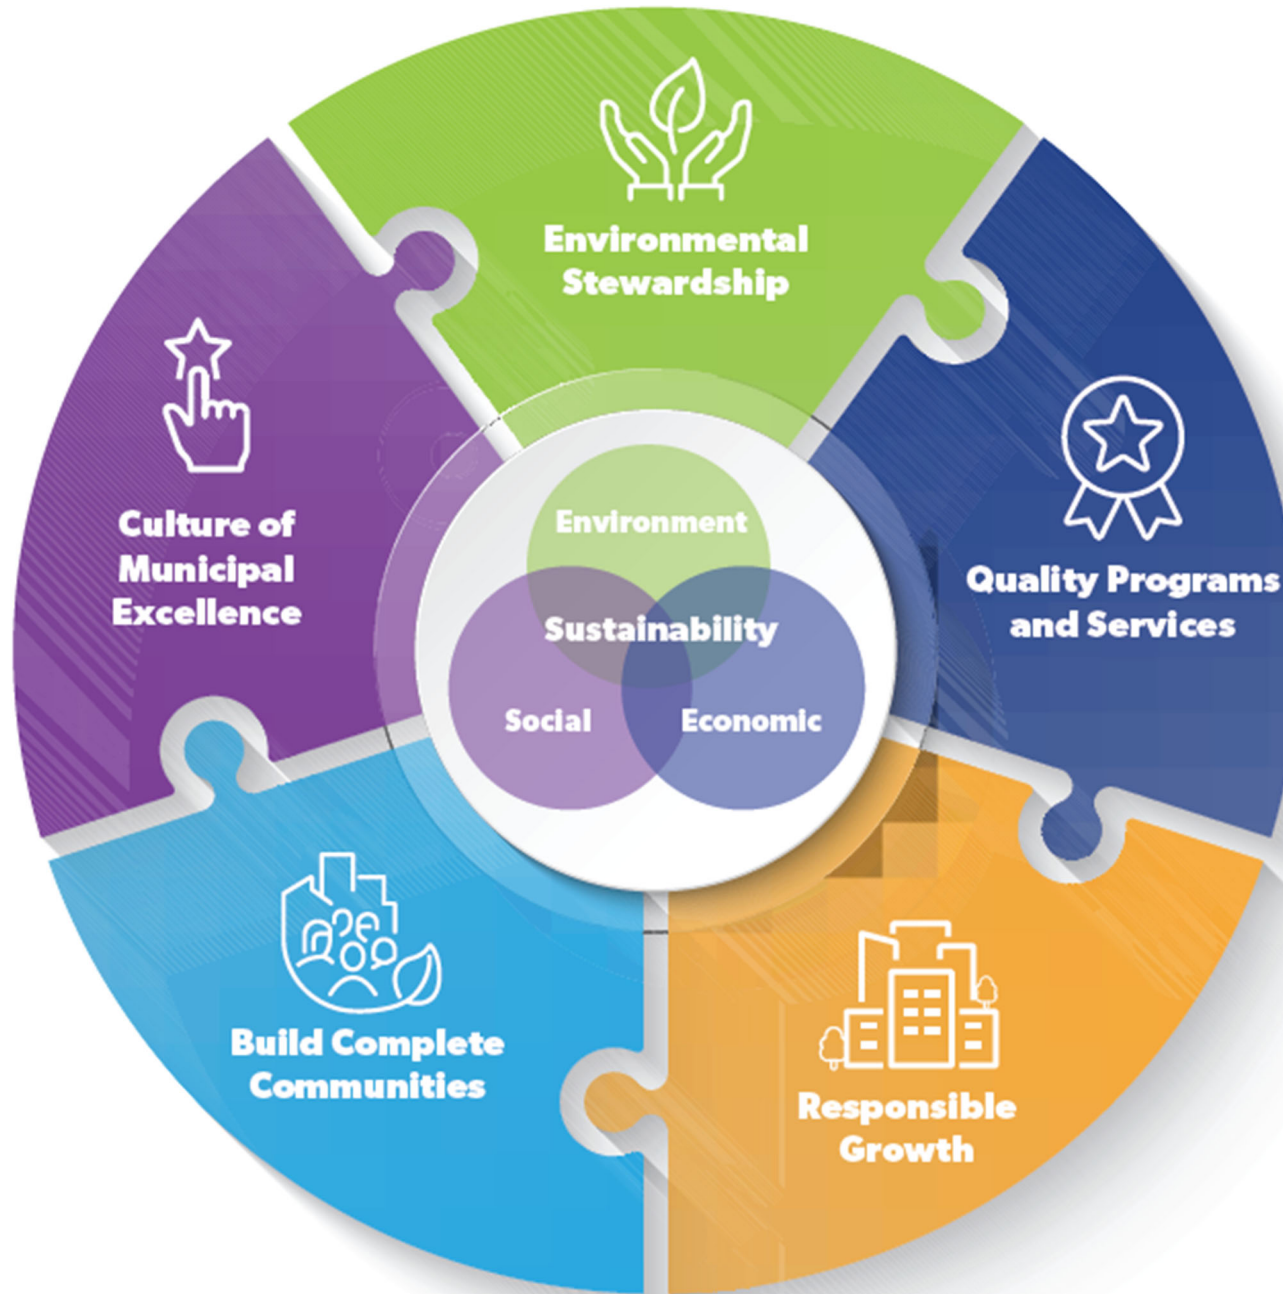 Environmental
Stewardship
Quality Programs
and Services
Responsible
Growth
Build Complete
Communities
Culture of
Municipal
Excellence
Environment
Sustainability
Social
Economic